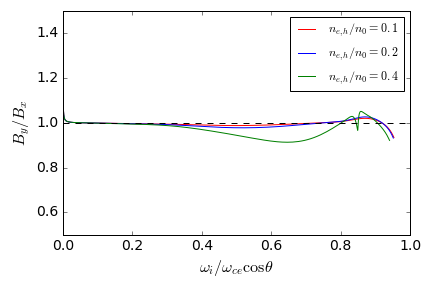 1.4
1.2
1.0
0.8
0.6
B_y/B_x
n_{e,h}/n_0 = 0.1
n_{e,h}/n_0 = 0.2
n_{e,h}/n_0 = 0.4
0.0 0.2 0.4 0.6 0.8 1.0
ω_i/ω_{ce}cosθ